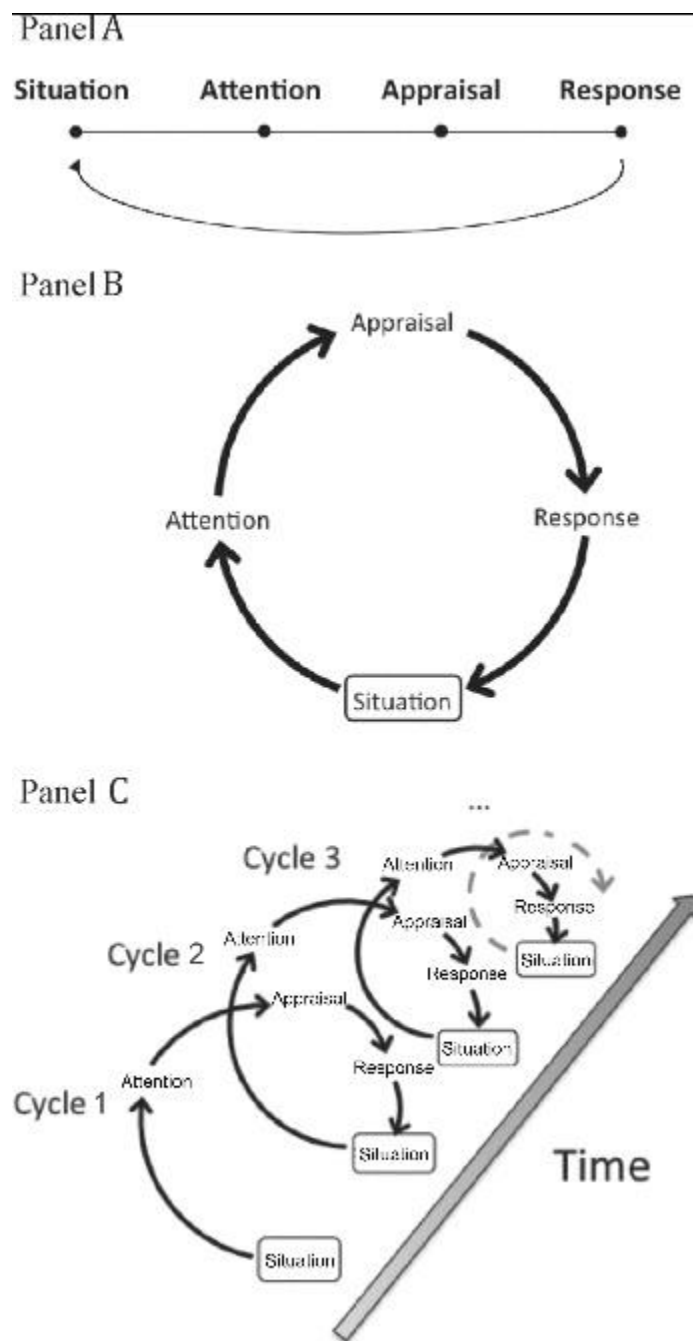 Panel A
Situation Attention Appraisal Response
Panel B
Appraisal
Attention Response
Situation
Panel C
...
Cycle 3 Attention Appraisal
Response
Appraisal
Cycle 2 Attention
Response Situation
Appraisal
Situation
Response
Attention
Cycle 1
Situation
Time
Situation